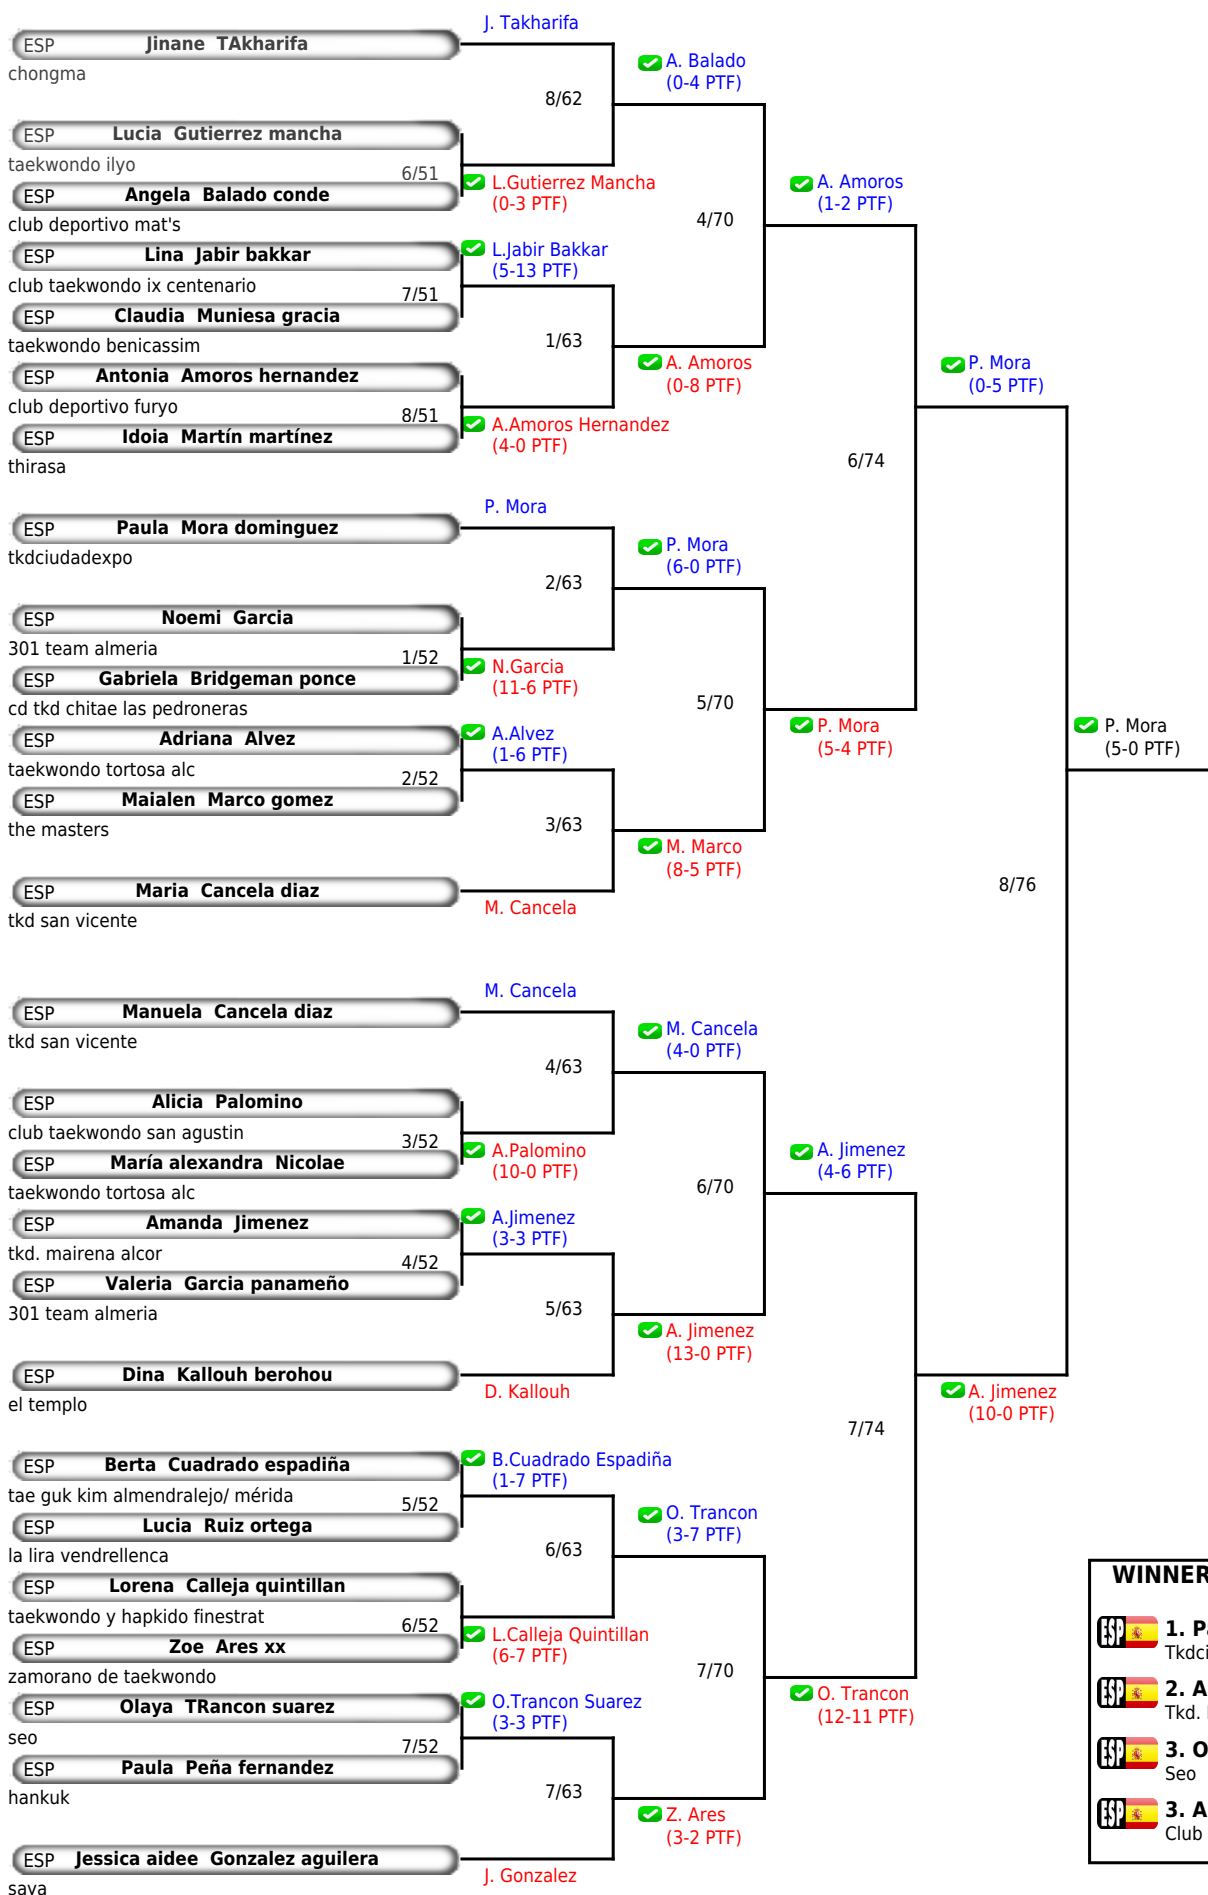 J. Takharifa
ESP Jinane TAkharifa
chongma
A. Balado
(0-4 PTF)
8/62
ESP Lucia Gutierrez mancha
taekwondo ilyo
6/51
L.Gutierrez Mancha
(0-3 PTF)
ESP Angela Balado conde
club deportivo mat's
A. Amoros
(1-2 PTF)
4/70
ESP Lina Jabir bakkar
club taekwondo ix centenario
L.Jabir Bakkar
(5-13 PTF)
7/51
ESP Claudia Muniesa gracia
taekwondo benicassim
1/63
A. Amoros
(0-8 PTF)
P. Mora
(0-5 PTF)
ESP Antonia Amoros hernandez
club deportivo furyo
8/51
A.Amoros Hernandez
(4-0 PTF)
ESP Idoia Martín martínez
thirasa
6/74
P. Mora
ESP Paula Mora dominguez
tkdciudadexpo
P. Mora
(6-0 PTF)
2/63
ESP Noemi Garcia
301 team almeria
1/52
N.Garcia
(11-6 PTF)
ESP Gabriela Bridgeman ponce
cd tkd chitae las pedroneras
5/70
P. Mora
(5-4 PTF)
P. Mora
(5-0 PTF)
ESP Adriana Alvez
taekwondo tortosa alc
A.Alvez
(1-6 PTF)
2/52
ESP Maialen Marco gomez
the masters
3/63
M. Marco
(8-5 PTF)
8/76
ESP Maria Cancela diaz
tkd san vicente
M. Cancela
M. Cancela
ESP Manuela Cancela diaz
tkd san vicente
M. Cancela
(4-0 PTF)
4/63
ESP Alicia Palomino
club taekwondo san agustin
3/52
A.Palomino
(10-0 PTF)
ESP María alexandra Nicolae
taekwondo tortosa alc
A. Jimenez
(4-6 PTF)
6/70
ESP Amanda Jimenez
tkd. mairena alcor
A.Jimenez
(3-3 PTF)
4/52
ESP Valeria Garcia panameño
301 team almeria
5/63
A. Jimenez
(13-0 PTF)
ESP Dina Kallouh berohou
el templo
D. Kallouh
A. Jimenez
(10-0 PTF)
7/74
ESP Berta Cuadrado espadiña
tae guk kim almendralejo/ mérida
B.Cuadrado Espadiña
(1-7 PTF)
5/52
ESP Lucia Ruiz ortega
la lira vendrellenca
O. Trancon
(3-7 PTF)
6/63
ESP Lorena Calleja quintillan
taekwondo y hapkido finestrat
6/52
L.Calleja Quintillan
(6-7 PTF)
ESP Zoe Ares xx
zamorano de taekwondo
7/70
O. Trancon
(12-11 PTF)
ESP Olaya TRancon suarez
seo
O.Trancon Suarez
(3-3 PTF)
7/52
ESP Paula Peña fernandez
hankuk
7/63
Z. Ares
(3-2 PTF)
ESP Jessica aidee Gonzalez aguilera
J. Gonzalez
WINNER
ESP 1. Pa
Tkdci
ESP 2. A
Tkd.
ESP 3. O
Seo
ESP 3. A
Club